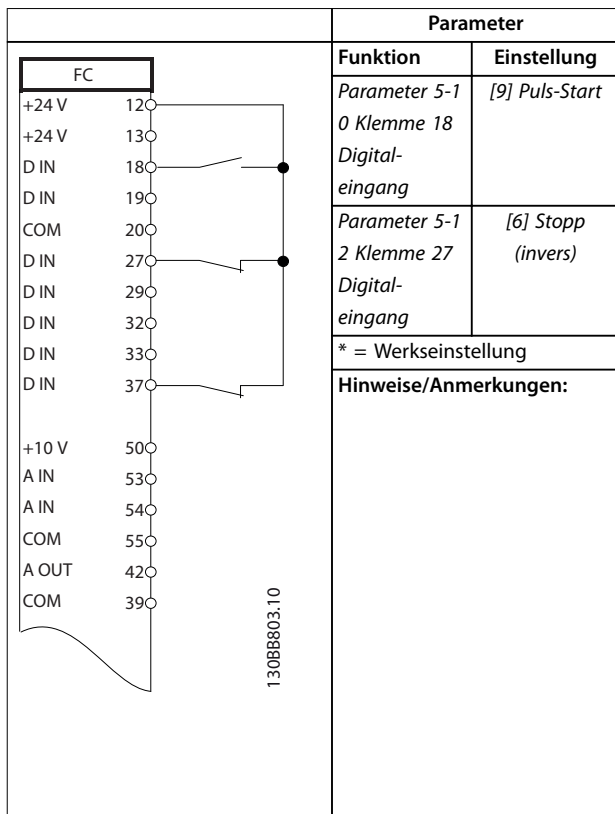 Parameter
FC
+24 V 12
+24 V 13
D IN 18
D IN 19
COM 20
D IN 27
D IN 29
D IN 32
D IN 33
D IN 37
+10 V 50
A IN 53
A IN 54
COM 55
A OUT 42
COM 39
130BB803.10
Funktion Einstellung
Parameter 5-1 [9] Puls-Start
0 Klemme 18
Digital-
eingang
Parameter 5-1 [6] Stopp
2 Klemme 27 (invers)
Digital-
eingang
* = Werkseinstellung
Hinweise/Anmerkungen: